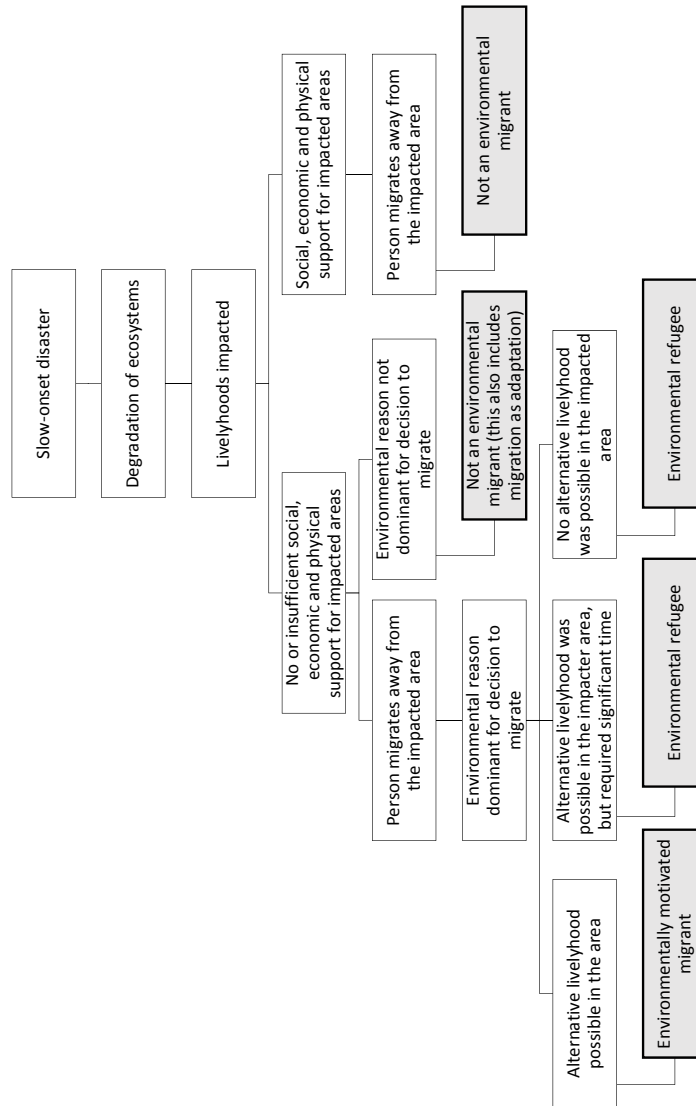 Slow-onset disaster
Degradation of ecosystems
Livelyhoods impacted
No or insufficient social,
economic and physical
support for impacted areas
Social, economic and physical
support for impacted areas
Person migrates away from
the impacted area
Environmental reason not
dominant for decision to
migrate
Person migrates away from
the impacted area
Environmental reason
dominant for decision to
migrate
Not an environmental
migrant (this also includes
migration as adaptation)
Not an environmental
migrant
Alternative livelyhood
possible in the area
Alternative livelyhood was
possible in the impacter area,
but required significant time
No alternative livelyhood
was possible in the impacted
area
Environmentally motivated
migrant
Environmental refugee
Environmental refugee